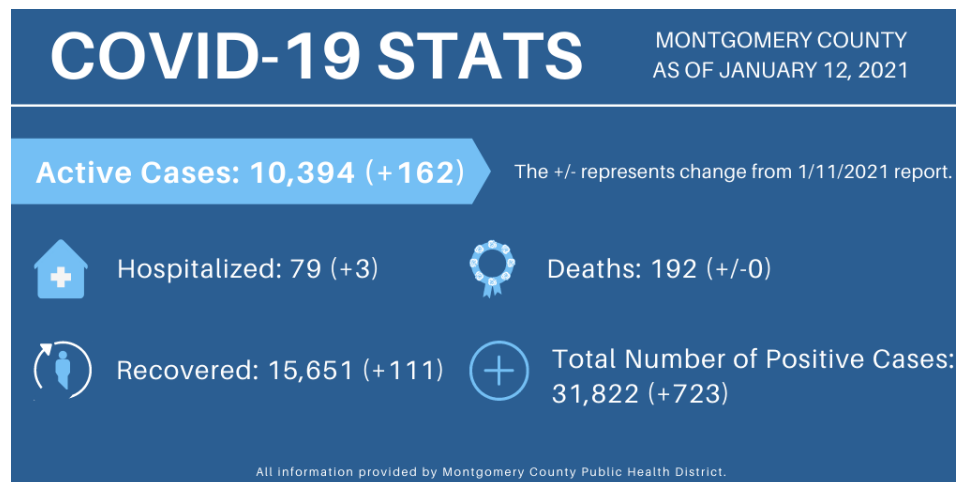 COVID-19 STATS
MONTGOMERY COUNTY
AS OF JANUARY 12, 2021
Active Cases: 10,394 (+162)
The +/- represents change from 1/11/2021 report.
Hospitalized: 79 (+3)
Deaths: 192 (+/-0)
Recovered: 15,651 (+111)
Total Number of Positive Cases:
31,822 (+723)
All information provided by Montgomery County Public Health District.